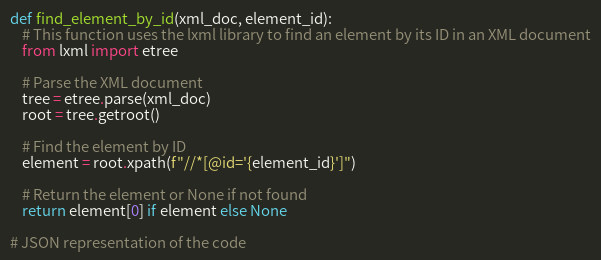 def find_element_by_id(xml_doc, element_id):
    # This function uses the lxml library to find an element by its ID in an XML document
    from lxml import etree
    # Parse the XML document
    tree = etree.parse(xml_doc)
    root = tree.getroot()
    # Find the element by ID
    element = root.xpath(f"//*[@id='{element_id}']")
    # Return the element or None if not found
    return element[0] if element else None
# JSON representation of the code